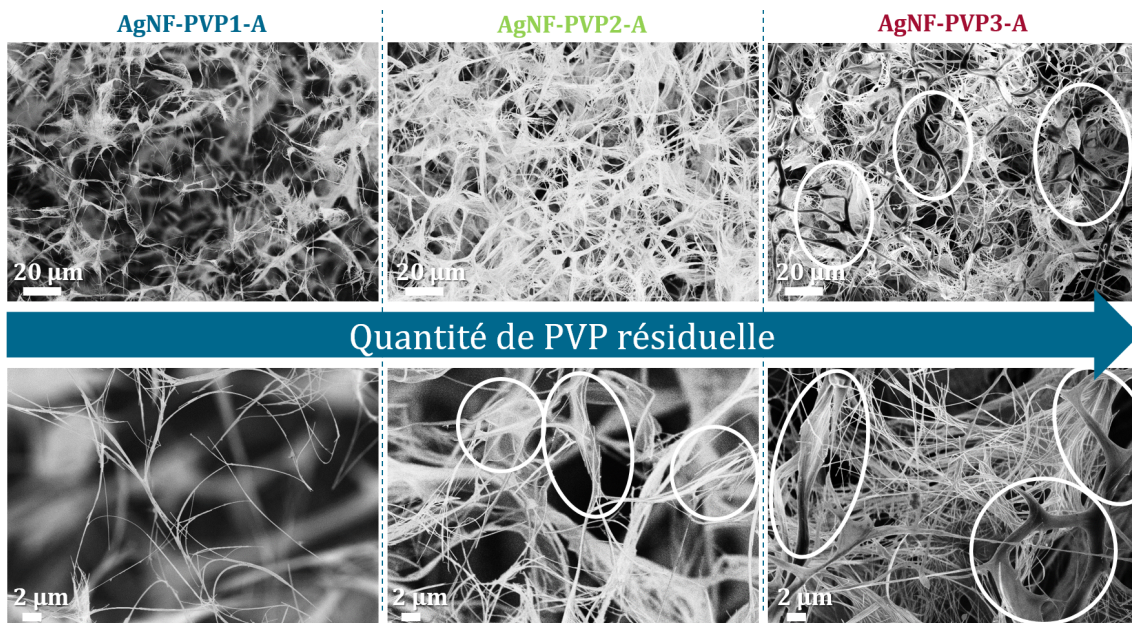 AgNF-PVP1-A
AgNF-PVP2-A
AgNF-PVP3-A
20 µm
20 µm
20 µm
Quantité de PVP résiduelle
2 µm
2 µm
2 µm